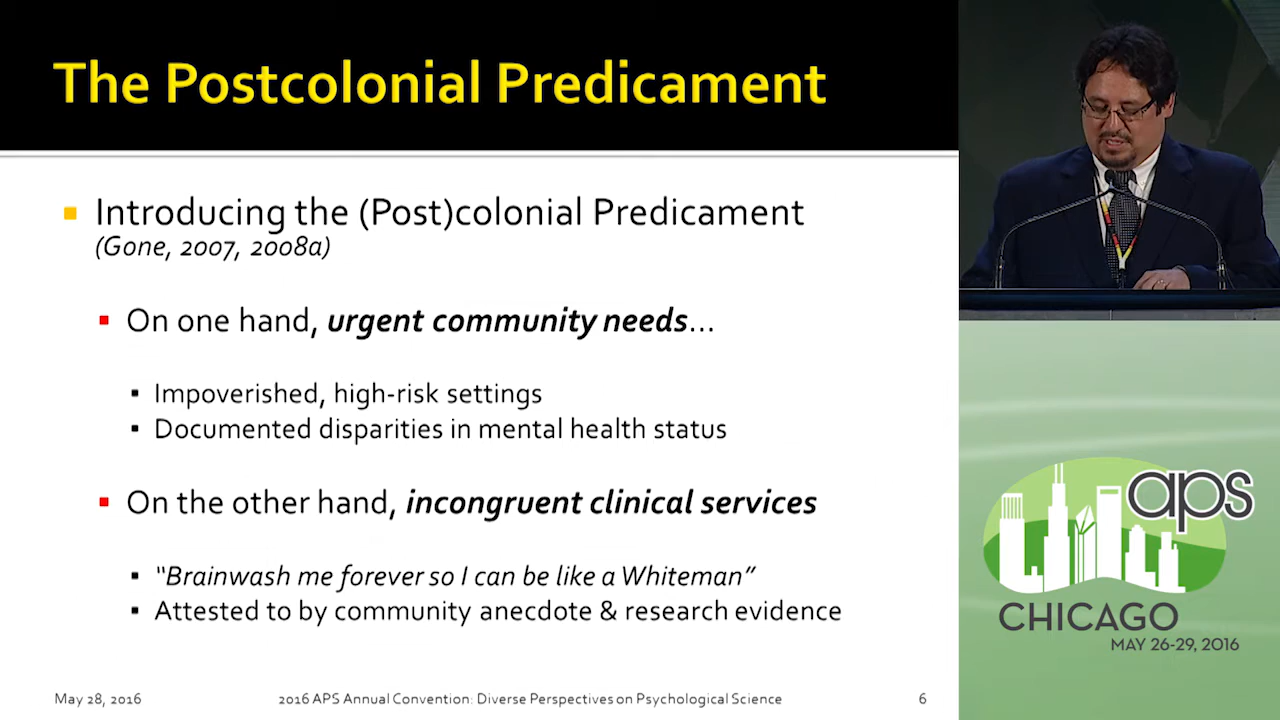 The Postcolonial Predicament
Introducing the (Post)colonial Predicament
(Gone, 2007, 2008a)
On one hand, urgent community needs…
Impoverished, high-risk settings
Documented disparities in mental health status
On the other hand, incongruent clinical services
“Brainwash me forever so I can be like a Whiteman”
Attested to by community anecdote & research evidence
May 28, 2016
2016 APS Annual Convention: Diverse Perspectives on Psychological Science
6
aps
CHICAGO
MAY 26-29, 2016